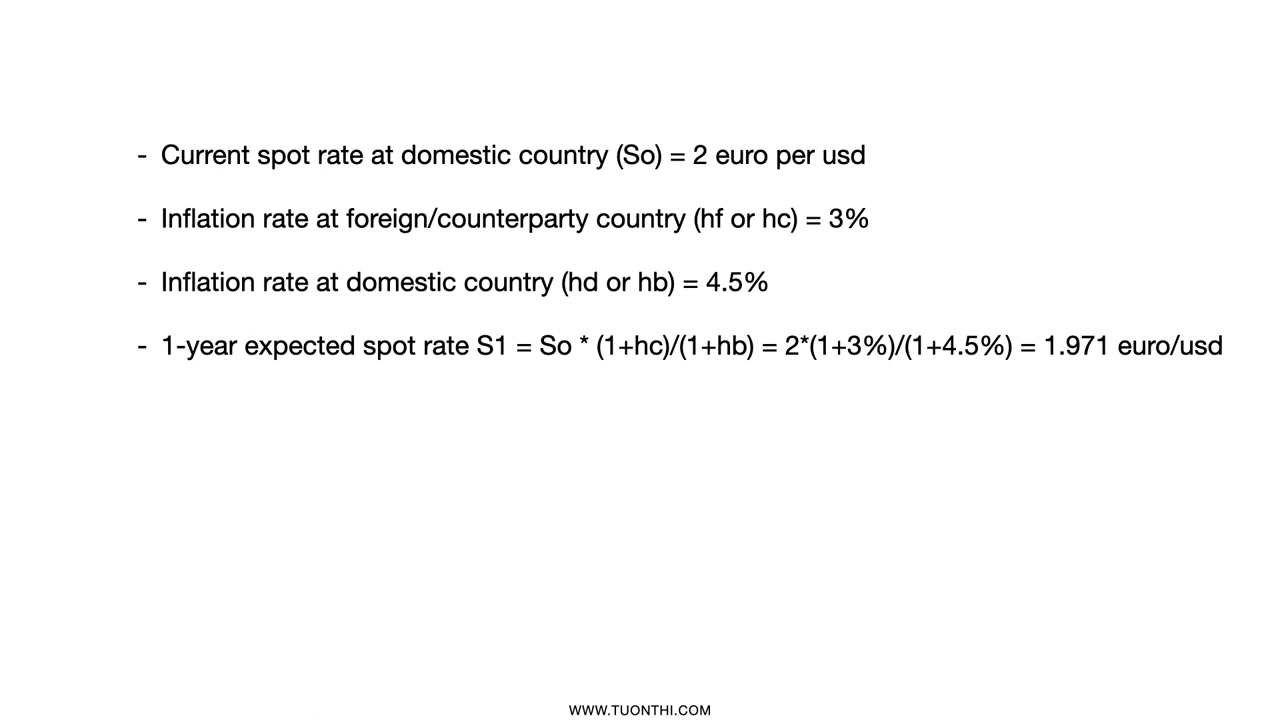 - Current spot rate at domestic country (So) = 2 euro per usd
- Inflation rate at foreign/counterparty country (hf or hc) = 3%
- Inflation rate at domestic country (hd or hb) = 4.5%
- 1-year expected spot rate S1 = So * (1+hc)/(1+hb) = 2*(1+3%)/(1+4.5%) = 1.971 euro/usd
WWW.TUONTHI.COM